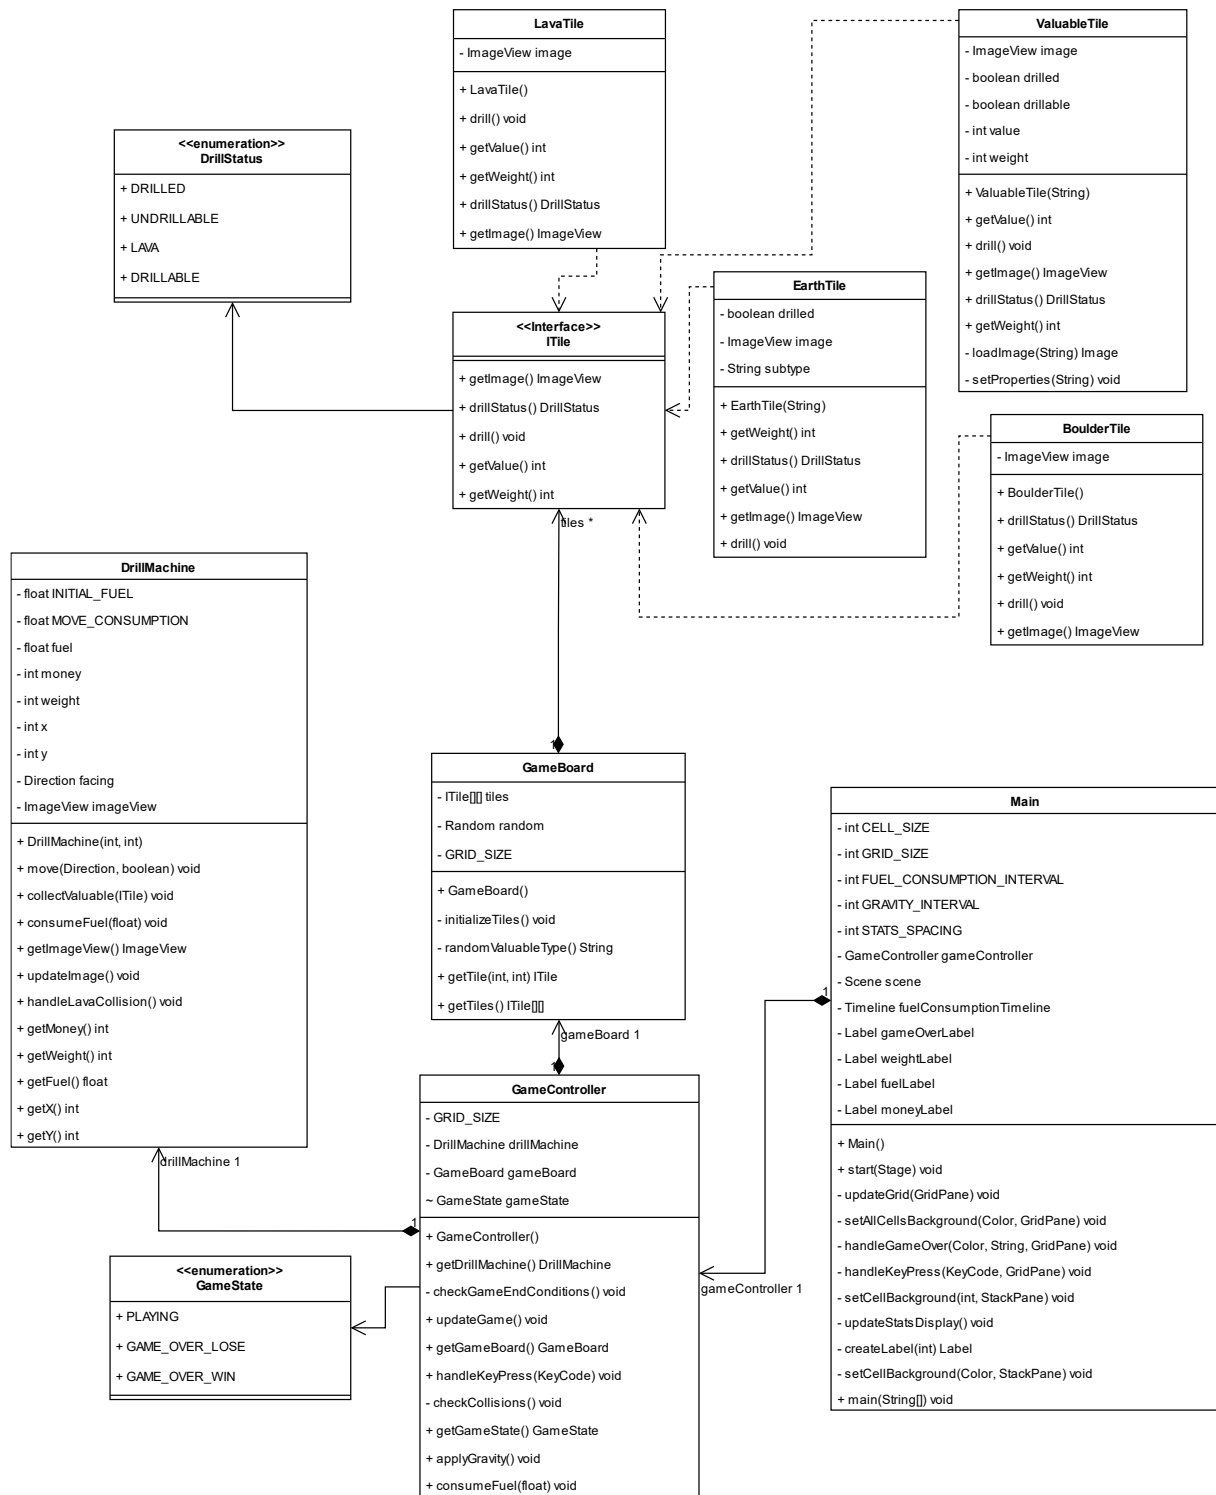 LavaTile
- ImageView image
+ LavaTile()
+ drill() void
+ getValue() int
+ getWeight() int
+ drillStatus() DrillStatus
+ getImage() ImageView
ValuableTile
- ImageView image
- boolean drilled
- boolean drillable
- int value
- int weight
+ ValuableTile(String)
+ getValue() int
+ drill() void
+ getImage() ImageView
+ drillStatus() DrillStatus
+ getWeight() int
- loadImage(String) Image
- setProperties(String) void
<<enumeration>>
DrillStatus
+ DRILLED
+ UNDRILLABLE
+ LAVA
+ DRILLABLE
<<Interface>>
ITile
+ getImage() ImageView
+ drillStatus() DrillStatus
+ drill() void
+ getValue() int
+ getWeight() int
EarthTile
- boolean drilled
- ImageView image
- String subtype
+ EarthTile(String)
+ getWeight() int
+ drillStatus() DrillStatus
+ getValue() int
+ getImage() ImageView
+ drill() void
BoulderTile
- ImageView image
+ BoulderTile()
+ drillStatus() DrillStatus
+ getValue() int
+ getWeight() int
+ drill() void
+ getImage() ImageView
tiles *
DrillMachine
- float INITIAL_FUEL
- float MOVE_CONSUMPTION
- float fuel
- int money
- int weight
- int x
- int y
- Direction facing
- ImageView imageView
+ DrillMachine(int, int)
+ move(Direction, boolean) void
+ collectValuable(ITile) void
+ consumeFuel(float) void
+ getImageView() ImageView
+ updateImage() void
+ handleLavaCollision() void
+ getMoney() int
+ getWeight() int
+ getFuel() float
+ getX() int
+ getY() int
1
GameBoard
- ITile[][] tiles
- Random random
- GRID_SIZE
+ GameBoard()
- initializeTiles() void
- randomValuableType() String
+ getTile(int, int) ITile
+ getTiles() ITile[][]
Main
- int CELL_SIZE
- int GRID_SIZE
- int FUEL_CONSUMPTION_INTERVAL
- int GRAVITY_INTERVAL
- int STATS_SPACING
- GameController gameController
- Scene scene
- Timeline fuelConsumptionTimeline
- Label gameOverLabel
- Label weightLabel
- Label fuelLabel
- Label moneyLabel
+ Main()
+ start(Stage) void
- updateGrid(GridPane) void
- setAllCellsBackground(Color, GridPane) void
- handleGameOver(Color, String, GridPane) void
- handleKeyPress(KeyCode, GridPane) void
- setCellBackground(int, StackPane) void
- updateStatsDisplay() void
- createLabel(int) Label
- setCellBackground(Color, StackPane) void
+ main(String[]) void
1
gameBoard 1
1
GameController
- GRID_SIZE
- DrillMachine drillMachine
- GameBoard gameBoard
~ GameState gameState
+ GameController()
+ getDrillMachine() DrillMachine
- checkGameEndConditions() void
+ updateGame() void
+ getGameBoard() GameBoard
+ handleKeyPress(KeyCode) void
- checkCollisions() void
+ getGameState() GameState
+ applyGravity() void
+ consumeFuel(float) void
drillMachine 1
1
gameController 1
<<enumeration>>
GameState
+ PLAYING
+ GAME_OVER_LOSE
+ GAME_OVER_WIN